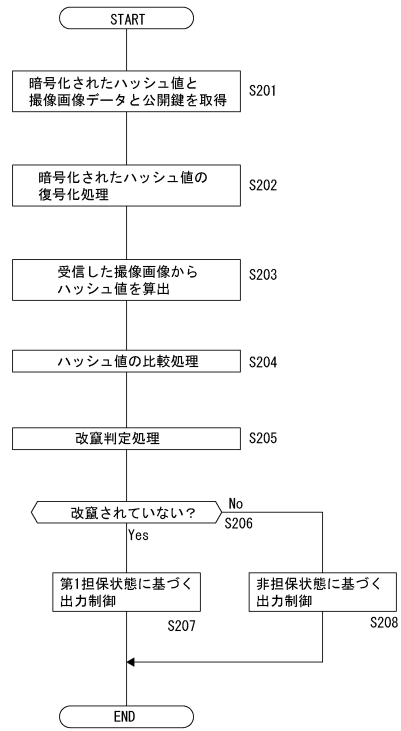 START
暗号化されたハッシュ値と
撮像画像データと公開鍵を取得
S201
暗号化されたハッシュ値の
復号化処理
S202
受信した撮像画像から
ハッシュ値を算出
S203
ハッシュ値の比較処理
S204
改竄判定処理
S205
改竄されていない？
No
S206
Yes
第1担保状態に基づく
出力制御
S207
非担保状態に基づく
出力制御
S208
END